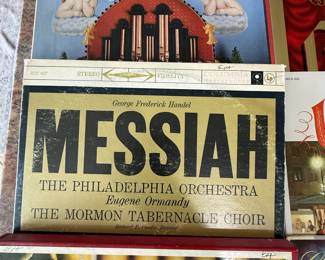 STEREO
FIDELITY
George Frederick Handel
MESSIAH
THE PHILADELPHIA ORCHESTRA
Eugene Ormandy
THE MORMON TABERNACLE CHOIR